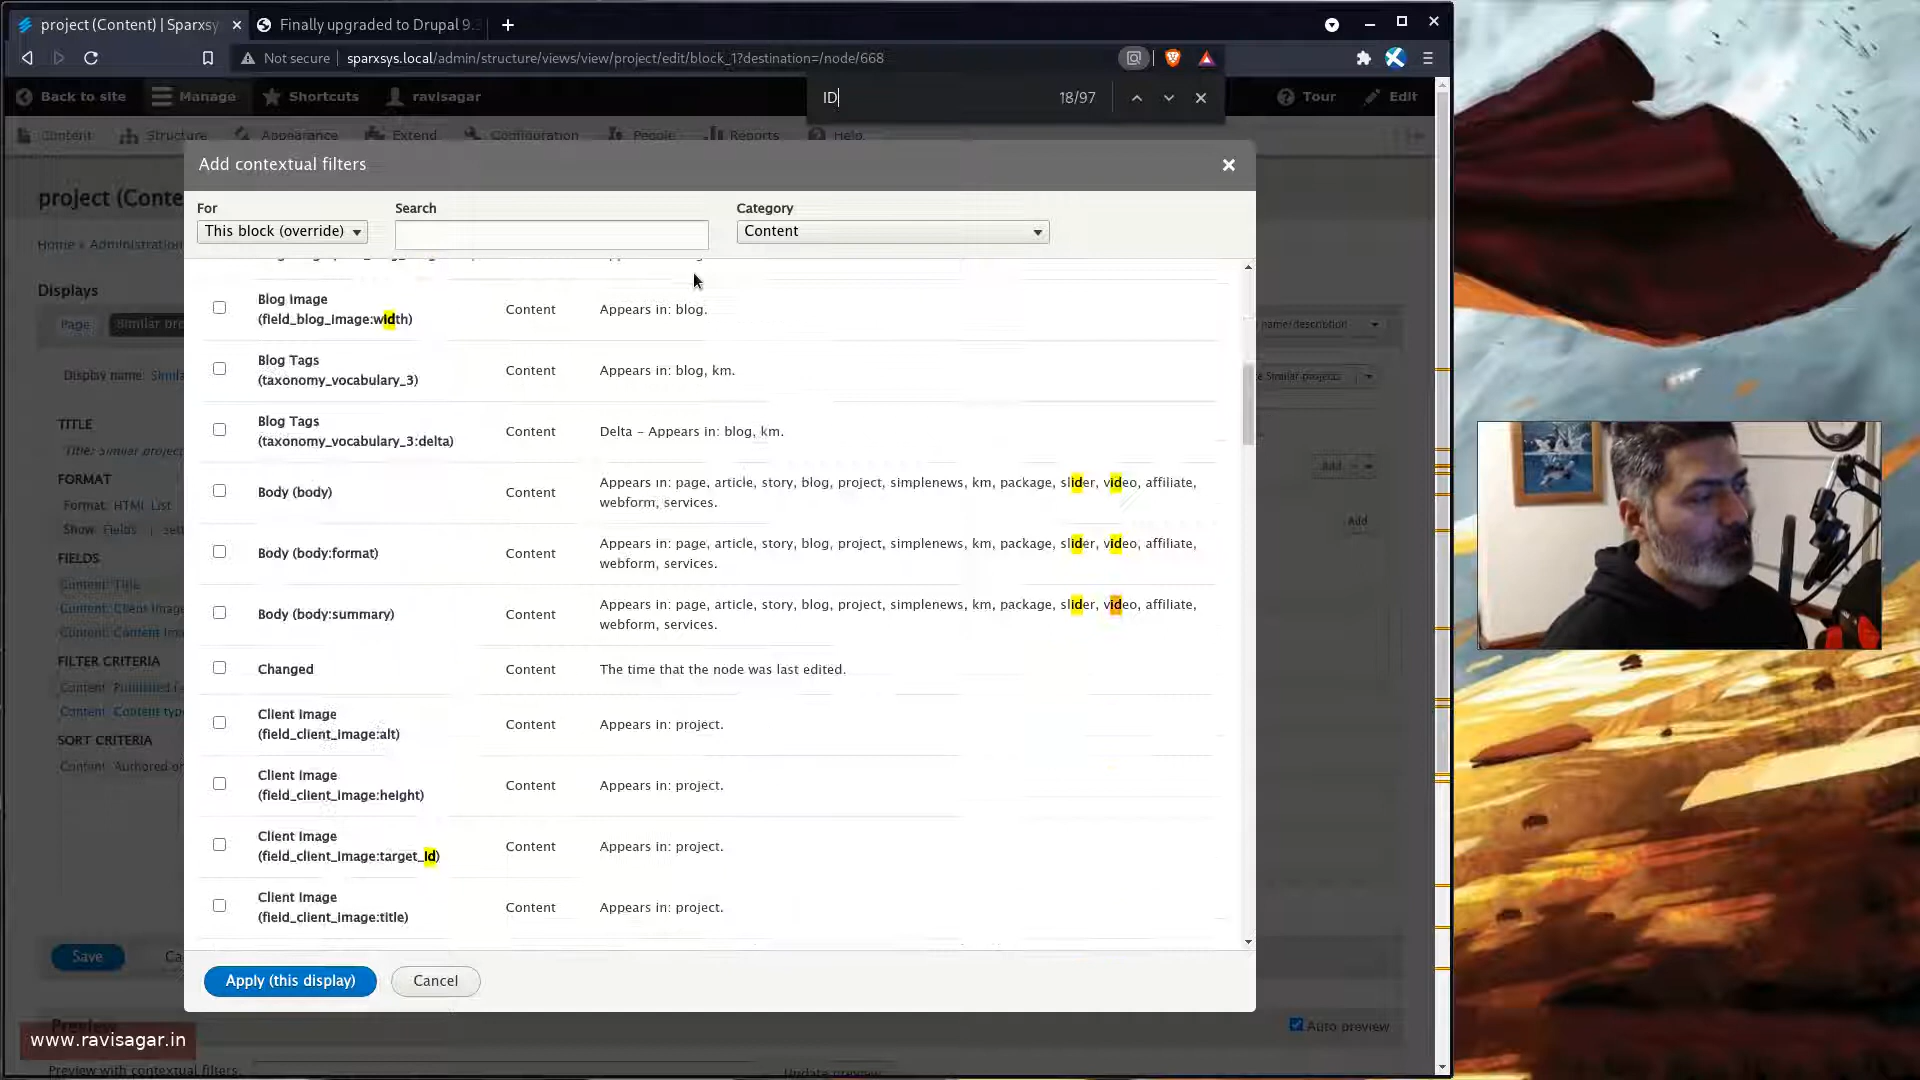 project (Content) | Sparxsy
Finally upgraded to Drupal 9.3
Not secure
sparxsys.local/admin/structure/views/view/project/edit/block_1?destination=/node/668
ID
18/97
Back to site
Manage
Shortcuts
ravisagar
Tour
Edit
Content
Structure
Appearance
Extend
Configuration
People
Reports
Help
Add contextual filters
project (Conte
For
Search
Category
This block (override)
Content
Home » Administration
Displays
Page
Similar pro
name/description
Display name: Simila
Similar projects
TITLE
Title: Similar project
FORMAT
Format: HTML List
Show: Fields | sett
FIELDS
Content: Title
Content: Client Image
Content: Content Im
FILTER CRITERIA
Content: Published (
Content: Content typ
SORT CRITERIA
Content: Authored on
Add
Add
Blog Image
(field_blog_image:width)
Content
Appears in: blog.
Blog Tags
(taxonomy_vocabulary_3)
Content
Appears in: blog, km.
Blog Tags
(taxonomy_vocabulary_3:delta)
Content
Delta – Appears in: blog, km.
Body (body)
Content
Appears in: page, article, story, blog, project, simplenews, km, package, slider, video, affiliate,
webform, services.
Body (body:format)
Content
Appears in: page, article, story, blog, project, simplenews, km, package, slider, video, affiliate,
webform, services.
Body (body:summary)
Content
Appears in: page, article, story, blog, project, simplenews, km, package, slider, video, affiliate,
webform, services.
Changed
Content
The time that the node was last edited.
Client Image
(field_client_image:alt)
Content
Appears in: project.
Client Image
(field_client_image:height)
Content
Appears in: project.
Client Image
(field_client_image:target_id)
Content
Appears in: project.
Client Image
(field_client_image:title)
Content
Appears in: project.
Save
Ca
Apply (this display)
Cancel
Preview
Auto preview
www.ravisagar.in
Preview with contextual filters:
Update preview